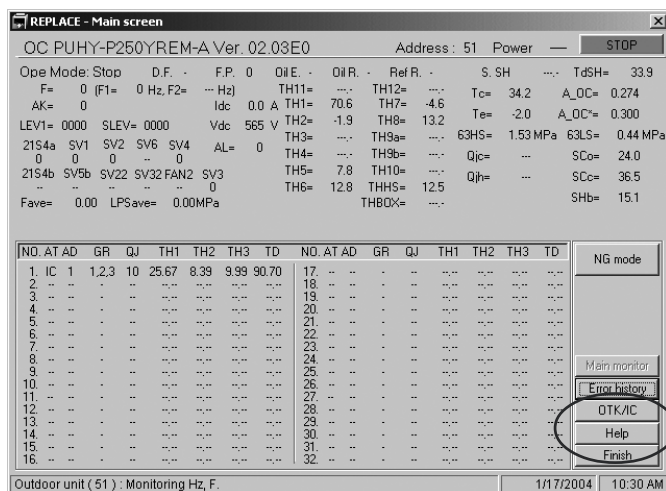 REPLACE - Main screen
OC PUHY-P250YREM-A Ver. 02.03E0 Address : 51 Power — STOP
Ope Mode: Stop D.F. - F.P. 0 Oil E. - Oil R. - Ref R. - S. SH ---.- TdSH= 33.9
F= 0 (F1= 0 Hz, F2= --- Hz) TH11= ---.- TH12= ---.- Tc= 34.2 A_OC= 0.274
AK= 0 Idc 0.0 A TH1= 70.6 TH7= -4.6 Te= -2.0 A_OC*= 0.300
LEV1= 0000 SLEV= 0000 Vdc 565 V TH2= -1.9 TH8= 13.2 63HS= 1.53 MPa 63LS= 0.44 MPa
21S4a SV1 SV2 SV6 SV4 AL= 0 TH3= ---.- TH9a= ---.- Qjc= --- SCo= 24.0
0 0 0 -- 0 TH4= ---.- TH9b= ---.- Qjh= --- SCc= 36.5
21S4b SV5b SV22 SV32 FAN2 SV3 TH5= 7.8 TH10= ---.- SHb= 15.1
-- -- -- -- -- 0 TH6= 12.8 THHS= 12.5
Fave= 0.00 LPSave= 0.00MPa THBOX= ---.-
NO. AT AD GR QJ TH1 TH2 TH3 TD NO. AT AD GR QJ TH1 TH2 TH3 TD
1. IC 1 1,2,3 10 25.67 8.39 9.99 90.70 17. -- -- - -- --.-- --.-- --.-- --.--
2. -- -- - -- --.-- --.-- --.-- --.-- 18. -- -- - -- --.-- --.-- --.-- --.--
3. -- -- - -- --.-- --.-- --.-- --.-- 19. -- -- - -- --.-- --.-- --.-- --.--
4. -- -- - -- --.-- --.-- --.-- --.-- 20. -- -- - -- --.-- --.-- --.-- --.--
5. -- -- - -- --.-- --.-- --.-- --.-- 21. -- -- - -- --.-- --.-- --.-- --.--
6. -- -- - -- --.-- --.-- --.-- --.-- 22. -- -- - -- --.-- --.-- --.-- --.--
7. -- -- - -- --.-- --.-- --.-- --.-- 23. -- -- - -- --.-- --.-- --.-- --.--
8. -- -- - -- --.-- --.-- --.-- --.-- 24. -- -- - -- --.-- --.-- --.-- --.--
9. -- -- - -- --.-- --.-- --.-- --.-- 25. -- -- - -- --.-- --.-- --.-- --.--
10. -- -- - -- --.-- --.-- --.-- --.-- 26. -- -- - -- --.-- --.-- --.-- --.--
11. -- -- - -- --.-- --.-- --.-- --.-- 27. -- -- - -- --.-- --.-- --.-- --.--
12. -- -- - -- --.-- --.-- --.-- --.-- 28. -- -- - -- --.-- --.-- --.-- --.--
13. -- -- - -- --.-- --.-- --.-- --.-- 29. -- -- - -- --.-- --.-- --.-- --.--
14. -- -- - -- --.-- --.-- --.-- --.-- 30. -- -- - -- --.-- --.-- --.-- --.--
15. -- -- - -- --.-- --.-- --.-- --.-- 31. -- -- - -- --.-- --.-- --.-- --.--
16. -- -- - -- --.-- --.-- --.-- --.-- 32. -- -- - -- --.-- --.-- --.-- --.--
NG mode
Main monitor
Error history
OTK/IC
Help
Finish
Outdoor unit ( 51 ) : Monitoring Hz, F. 1/17/2004 10:30 AM